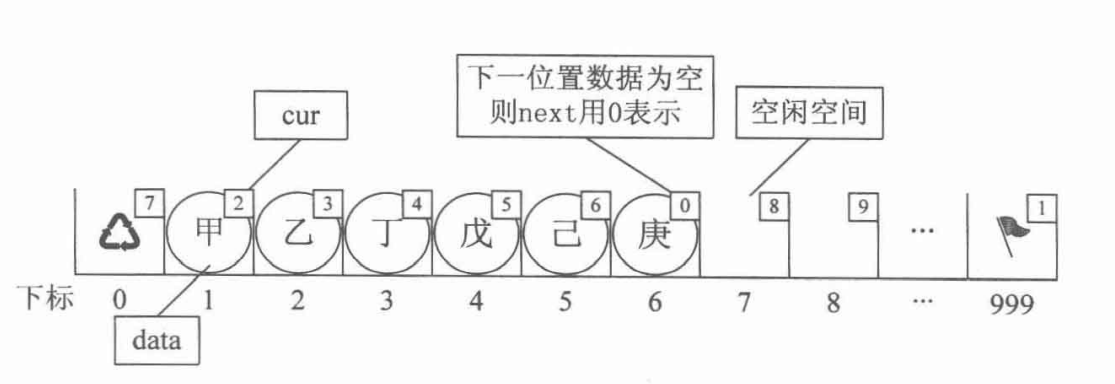 下一位置数据为空
则next用0表示
cur
空闲空间
7 2 3 4 5 6 0 8 9 1
甲 乙 丁 戊 己 庚 ...
下标 0 1 2 3 4 5 6 7 8 ... 999
data